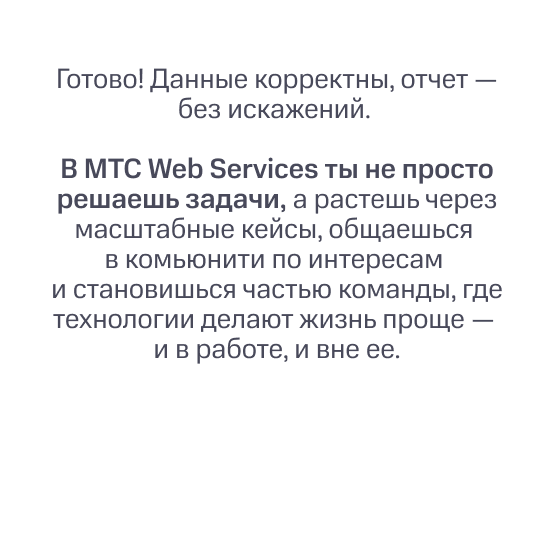 Готово! Данные корректны, отчет —
без искажений.
В МТС Web Services ты не просто
решаешь задачи, а растешь через
масштабные кейсы, общаешься
в комьюнити по интересам
и становишься частью команды, где
технологии делают жизнь проще —
и в работе, и вне ее.